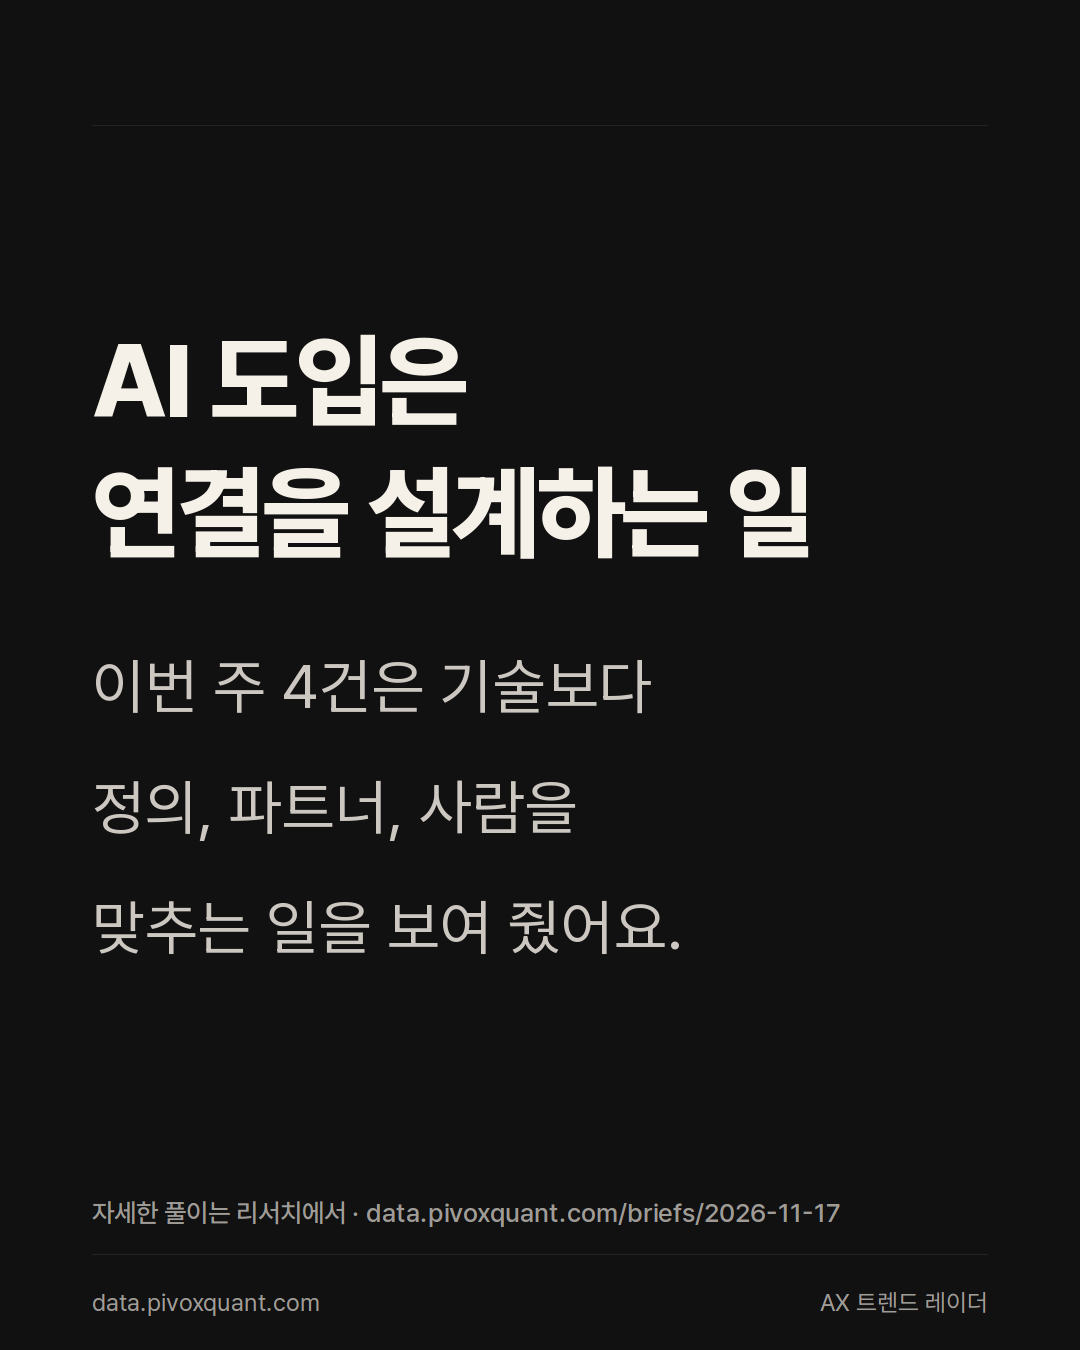 AI 도입은
연결을 설계하는 일
이번 주 4건은 기술보다
정의, 파트너, 사람을
맞추는 일을 보여 줬어요.
자세한 풀이는 리서치에서 · data.pivoxquant.com/briefs/2026-11-17
data.pivoxquant.com
AX 트렌드 레이더